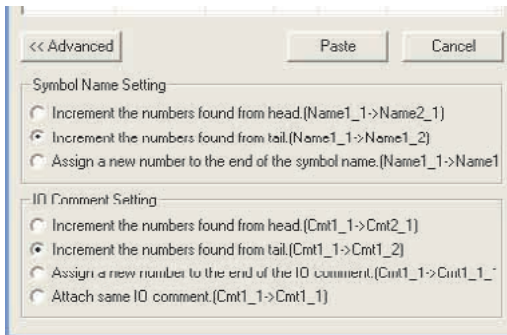 << Advanced
Paste
Cancel
Symbol Name Setting
Increment the numbers found from head.(Name1_1->Name2_1)
Increment the numbers found from tail.(Name1_1->Name1_2)
Assign a new number to the end of the symbol name.(Name1_1->Name1
IO Comment Setting
Increment the numbers found from head.(Cmt1_1->Cmt2_1)
Increment the numbers found from tail.(Cmt1_1->Cmt1_2)
Assign a new number to the end of the IO comment.(Cmt1_1->Cmt1_1_
Attach same IO comment.(Cmt1_1->Cmt1_1)